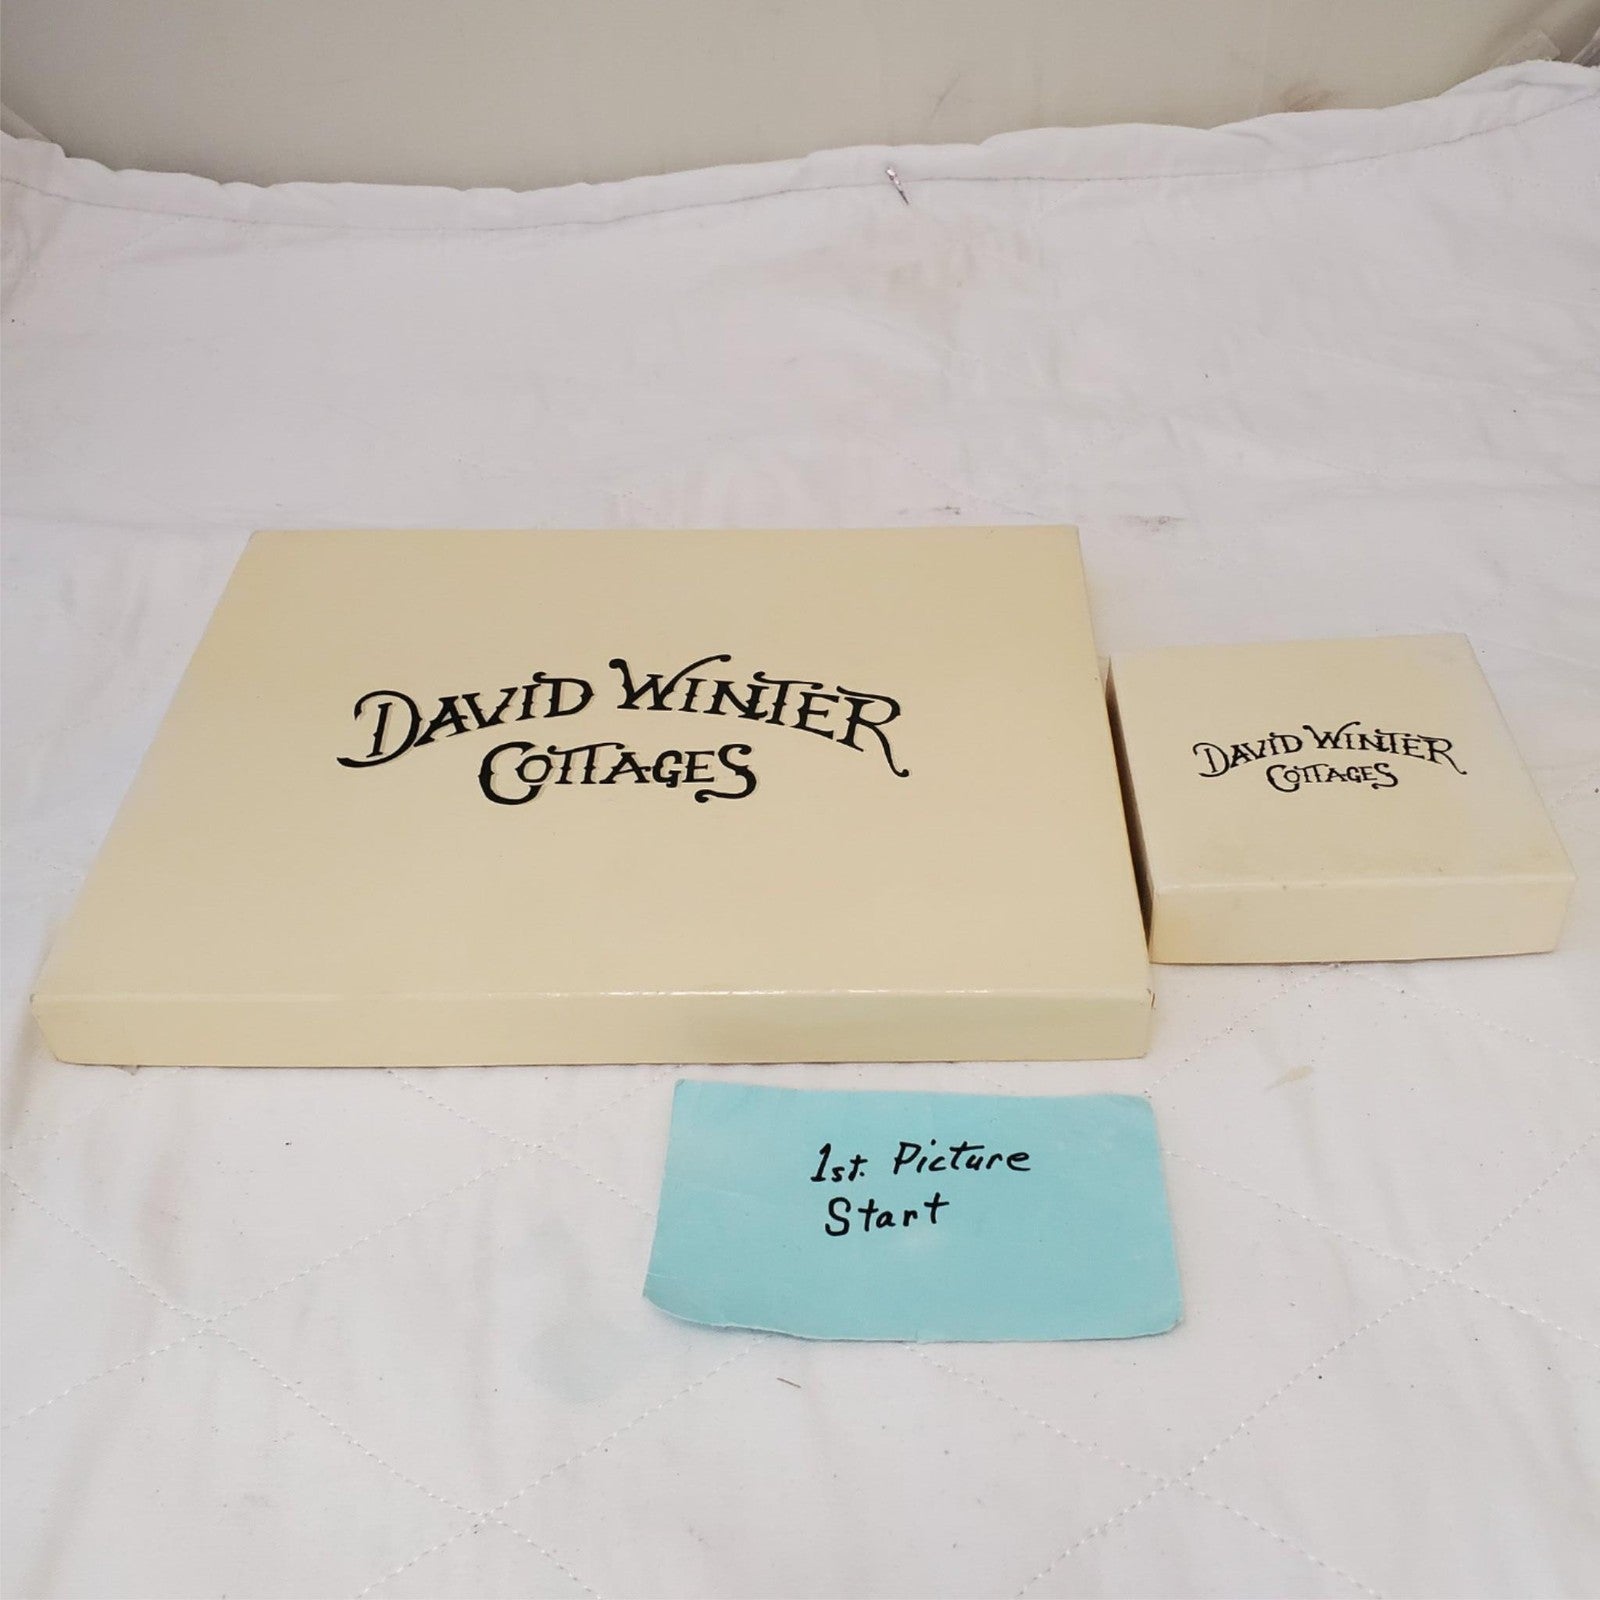 DAVID WINTER
COTTAGES
DAVID WINTER
COTTAGES
1st. Picture
Start